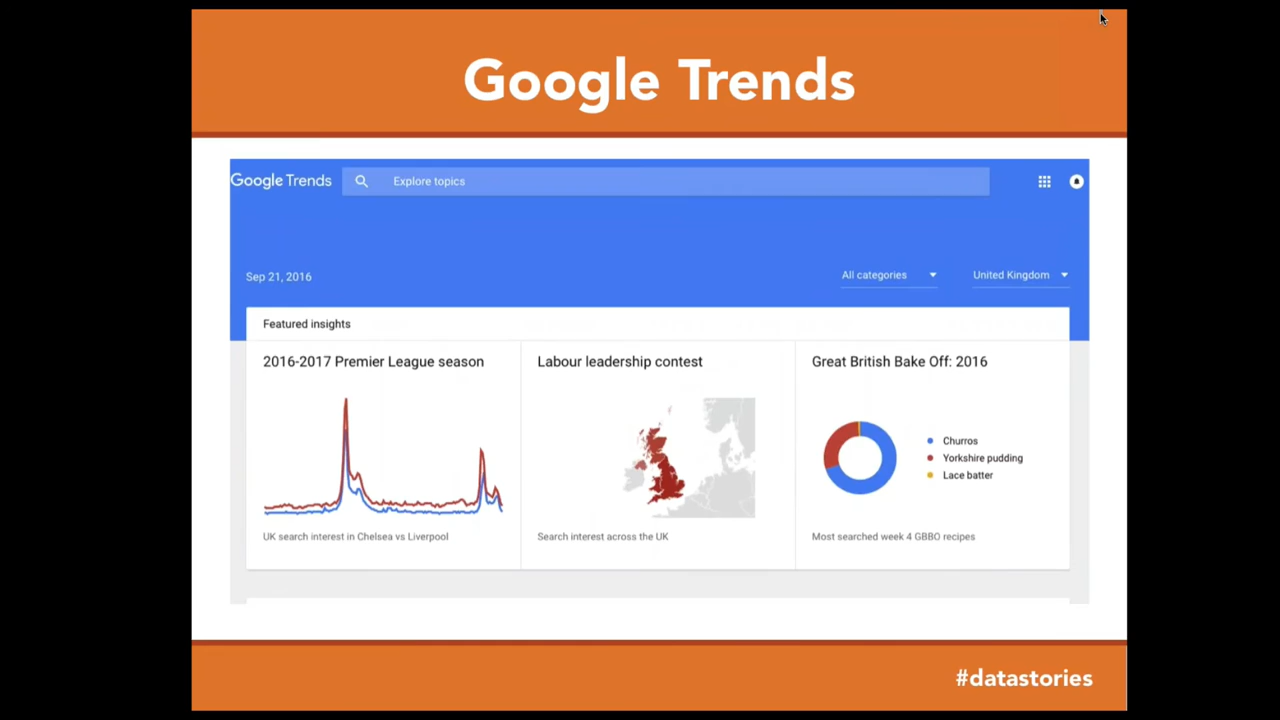 Google Trends
Google Trends
Explore topics
Sep 21, 2016
All categories
United Kingdom
Featured insights
2016-2017 Premier League season
Labour leadership contest
Great British Bake Off: 2016
Churros
Yorkshire pudding
Lace batter
UK search interest in Chelsea vs Liverpool
Search interest across the UK
Most searched week 4 GBBO recipes
#datastories